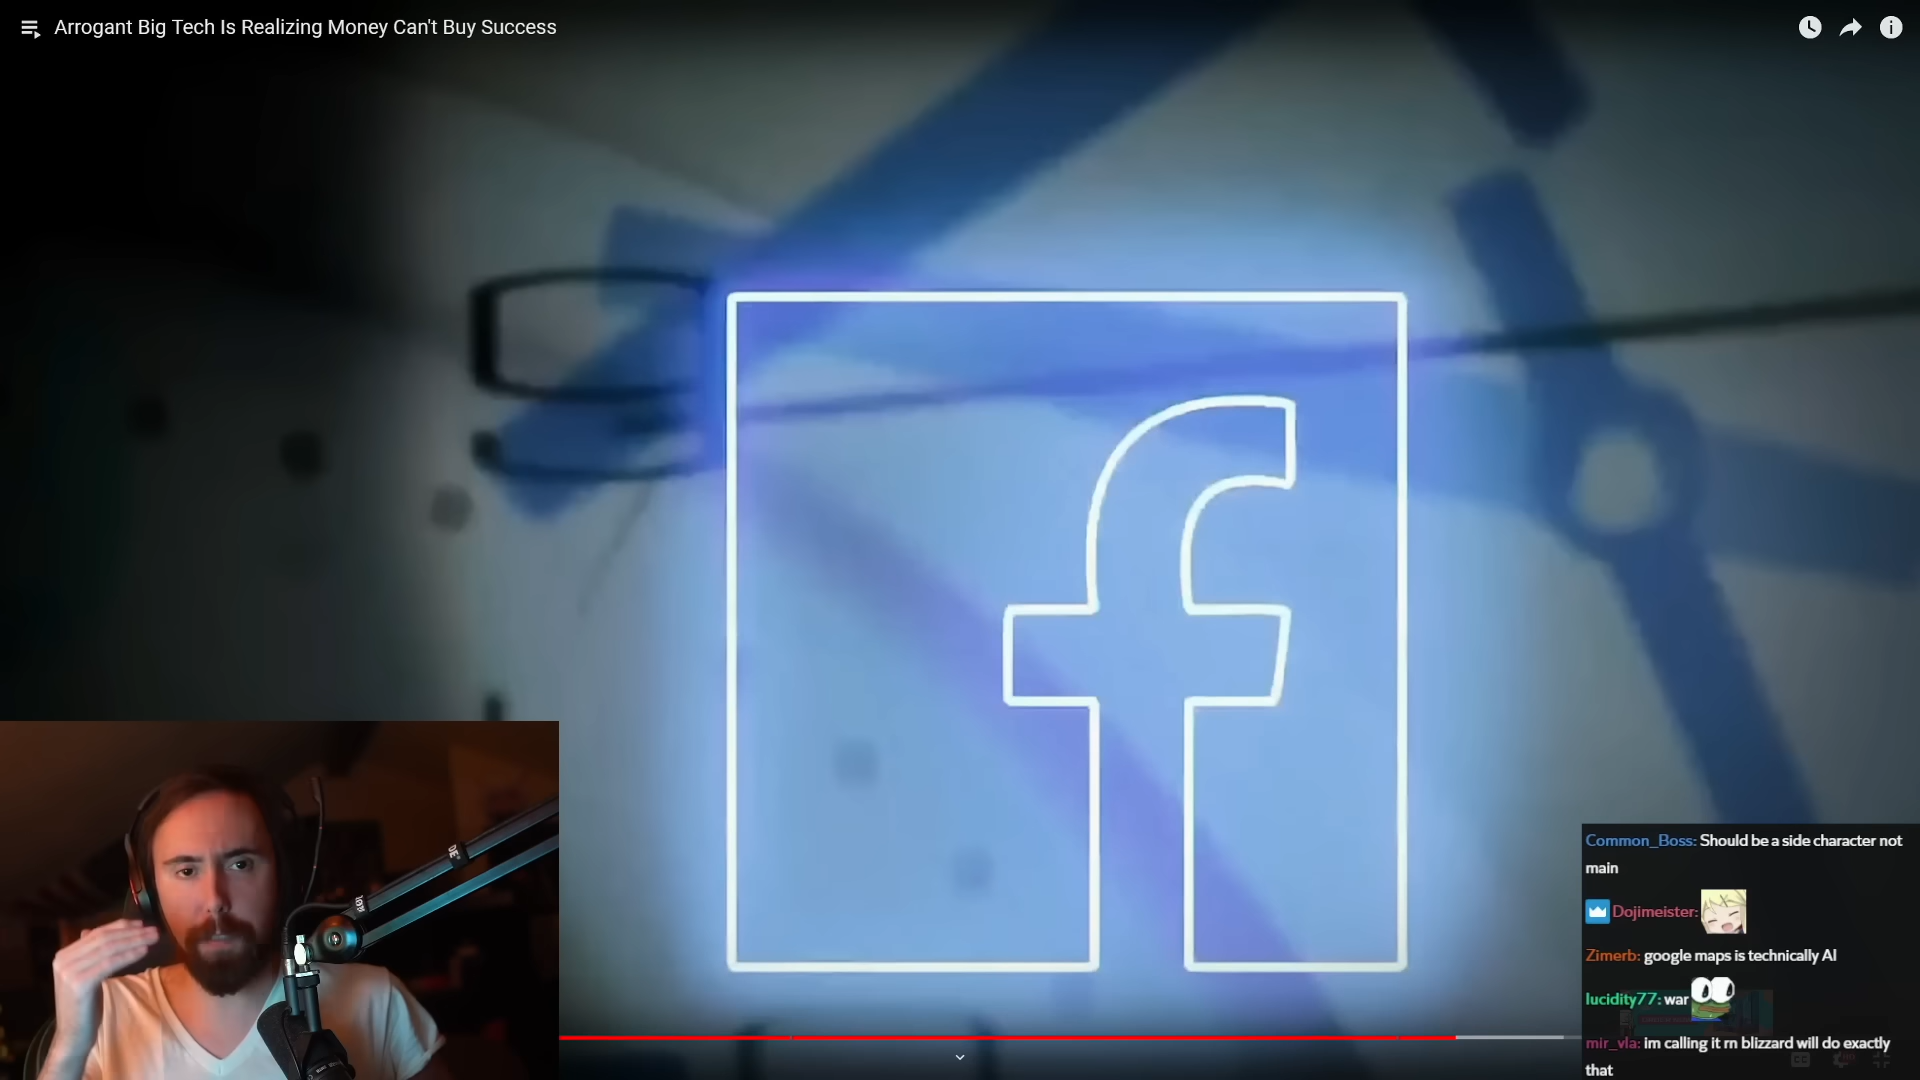 Arrogant Big Tech Is Realizing Money Can't Buy Success
f
Common_Boss: Should be a side character not
main
Dojimeister:
Zimerb: google maps is technically AI
lucidity77: war
mir_vla: im calling it rn blizzard will do exactly
that